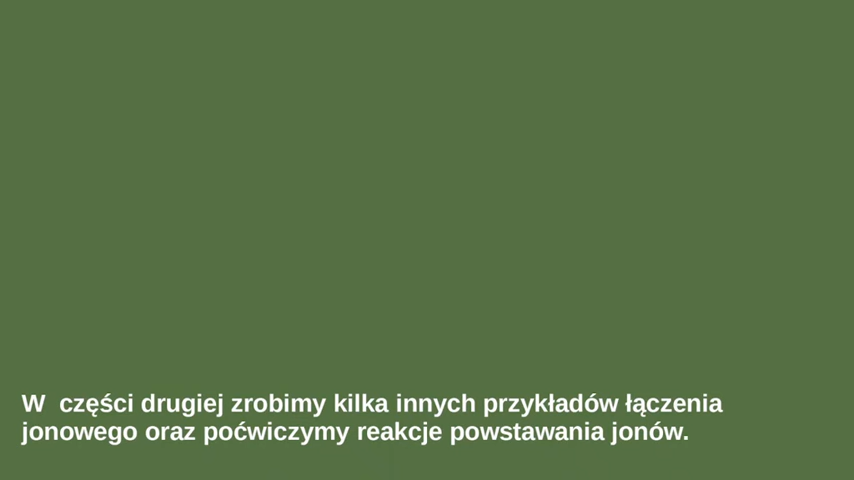 W  części drugiej zrobimy kilka innych przykładów łączenia
jonowego oraz poćwiczymy reakcje powstawania jonów.